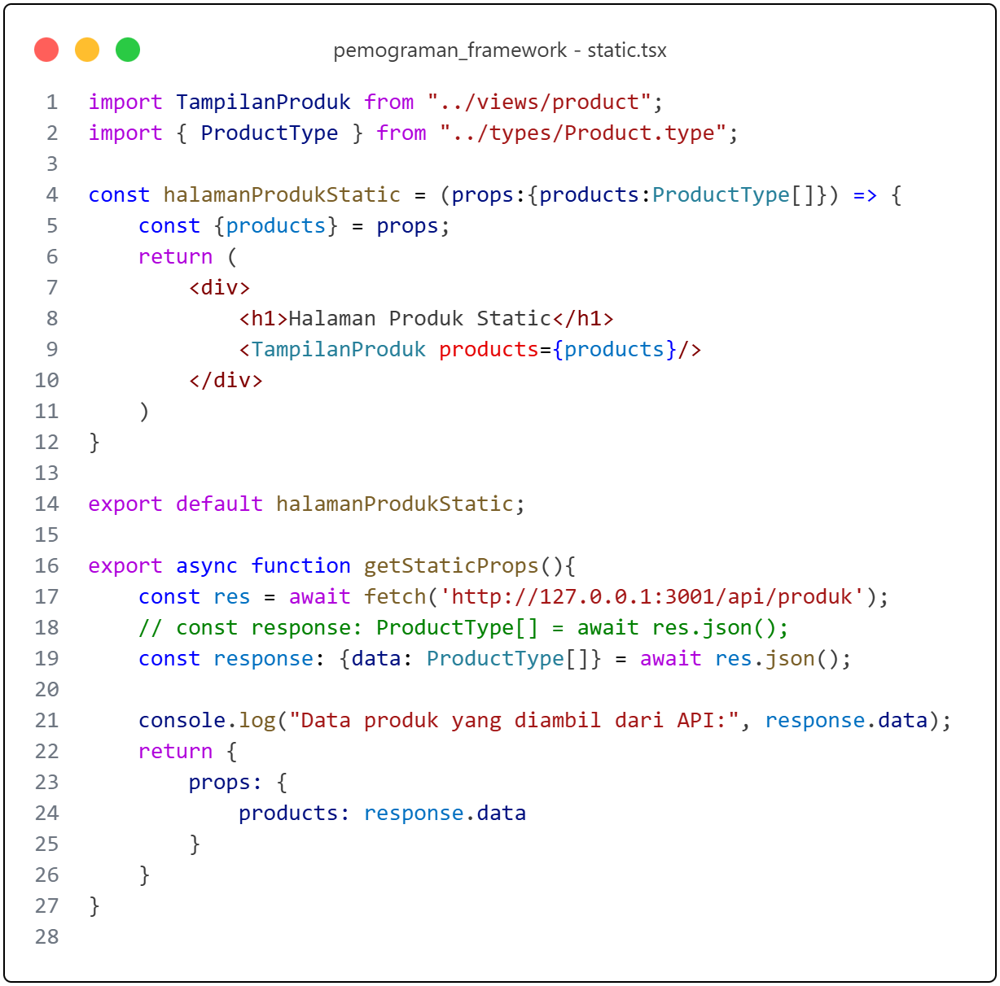 pemograman_framework - static.tsx
1 import TampilanProduk from "../views/product";
2 import { ProductType } from "../types/Product.type";
3
4 const halamanProdukStatic = (props:{products:ProductType[]}) => {
5     const {products} = props;
6     return (
7         <div>
8             <h1>Halaman Produk Static</h1>
9             <TampilanProduk products={products}/>
10         </div>
11     )
12 }
13
14 export default halamanProdukStatic;
15
16 export async function getStaticProps(){
17     const res = await fetch('http://127.0.0.1:3001/api/produk');
18     // const response: ProductType[] = await res.json();
19     const response: {data: ProductType[]} = await res.json();
20
21     console.log("Data produk yang diambil dari API:", response.data);
22     return {
23         props: {
24             products: response.data
25         }
26     }
27 }
28